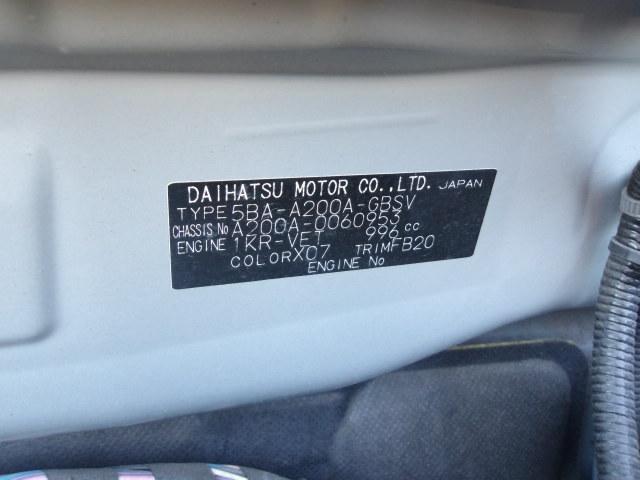 DAIHATSU MOTOR CO.,LTD. JAPAN
TYPE 5BA-A200A-GBSV
CHASSIS No A200A-0060953
ENGINE 1KR-VET 996 cc
COLOR X07 TRIM FB20
ENGINE No